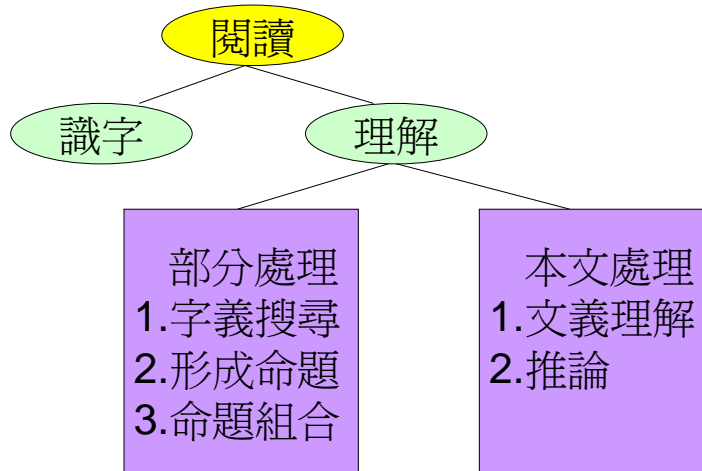 閱讀
識字
理解
部分處理
1.字義搜尋
2.形成命題
3.命題組合
本文處理
1.文義理解
2.推論